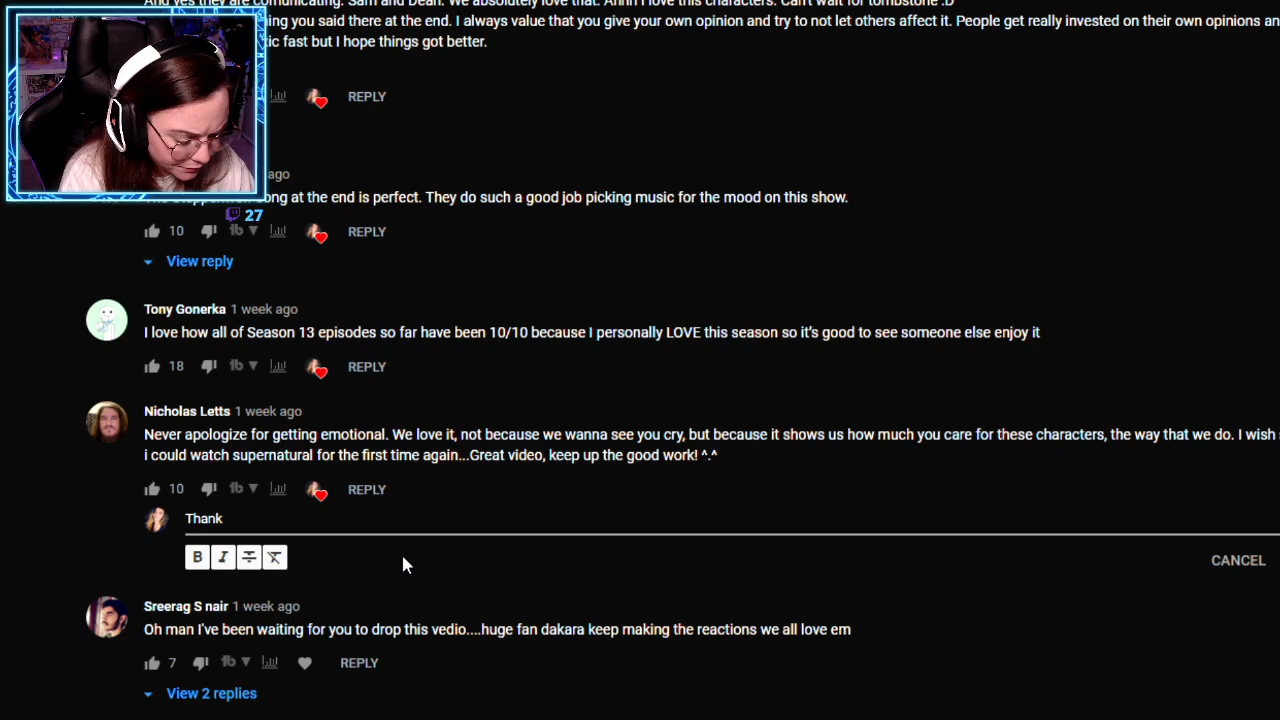 And yes they are comunicating. Sam and Dean. We absolutely love that. Ahhh I love this characters. Can't wait for tombstone :D
you said there at the end. I always value that you give your own opinion and try to not let others affect it. People get really invested on their own opinions an
fast but I hope things got better.
REPLY
ago
at the end is perfect. They do such a good job picking music for the mood on this show.
27
10 REPLY
View reply
Tony Gonerka 1 week ago
I love how all of Season 13 episodes so far have been 10/10 because I personally LOVE this season so it's good to see someone else enjoy it
18 REPLY
Nicholas Letts 1 week ago
Never apologize for getting emotional. We love it, not because we wanna see you cry, but because it shows us how much you care for these characters, the way that we do. I wish
i could watch supernatural for the first time again...Great video, keep up the good work! ^.^
10 REPLY
Thank
B I
CANCEL
Sreerag S nair 1 week ago
Oh man I've been waiting for you to drop this vedio....huge fan dakara keep making the reactions we all love em
7 REPLY
View 2 replies